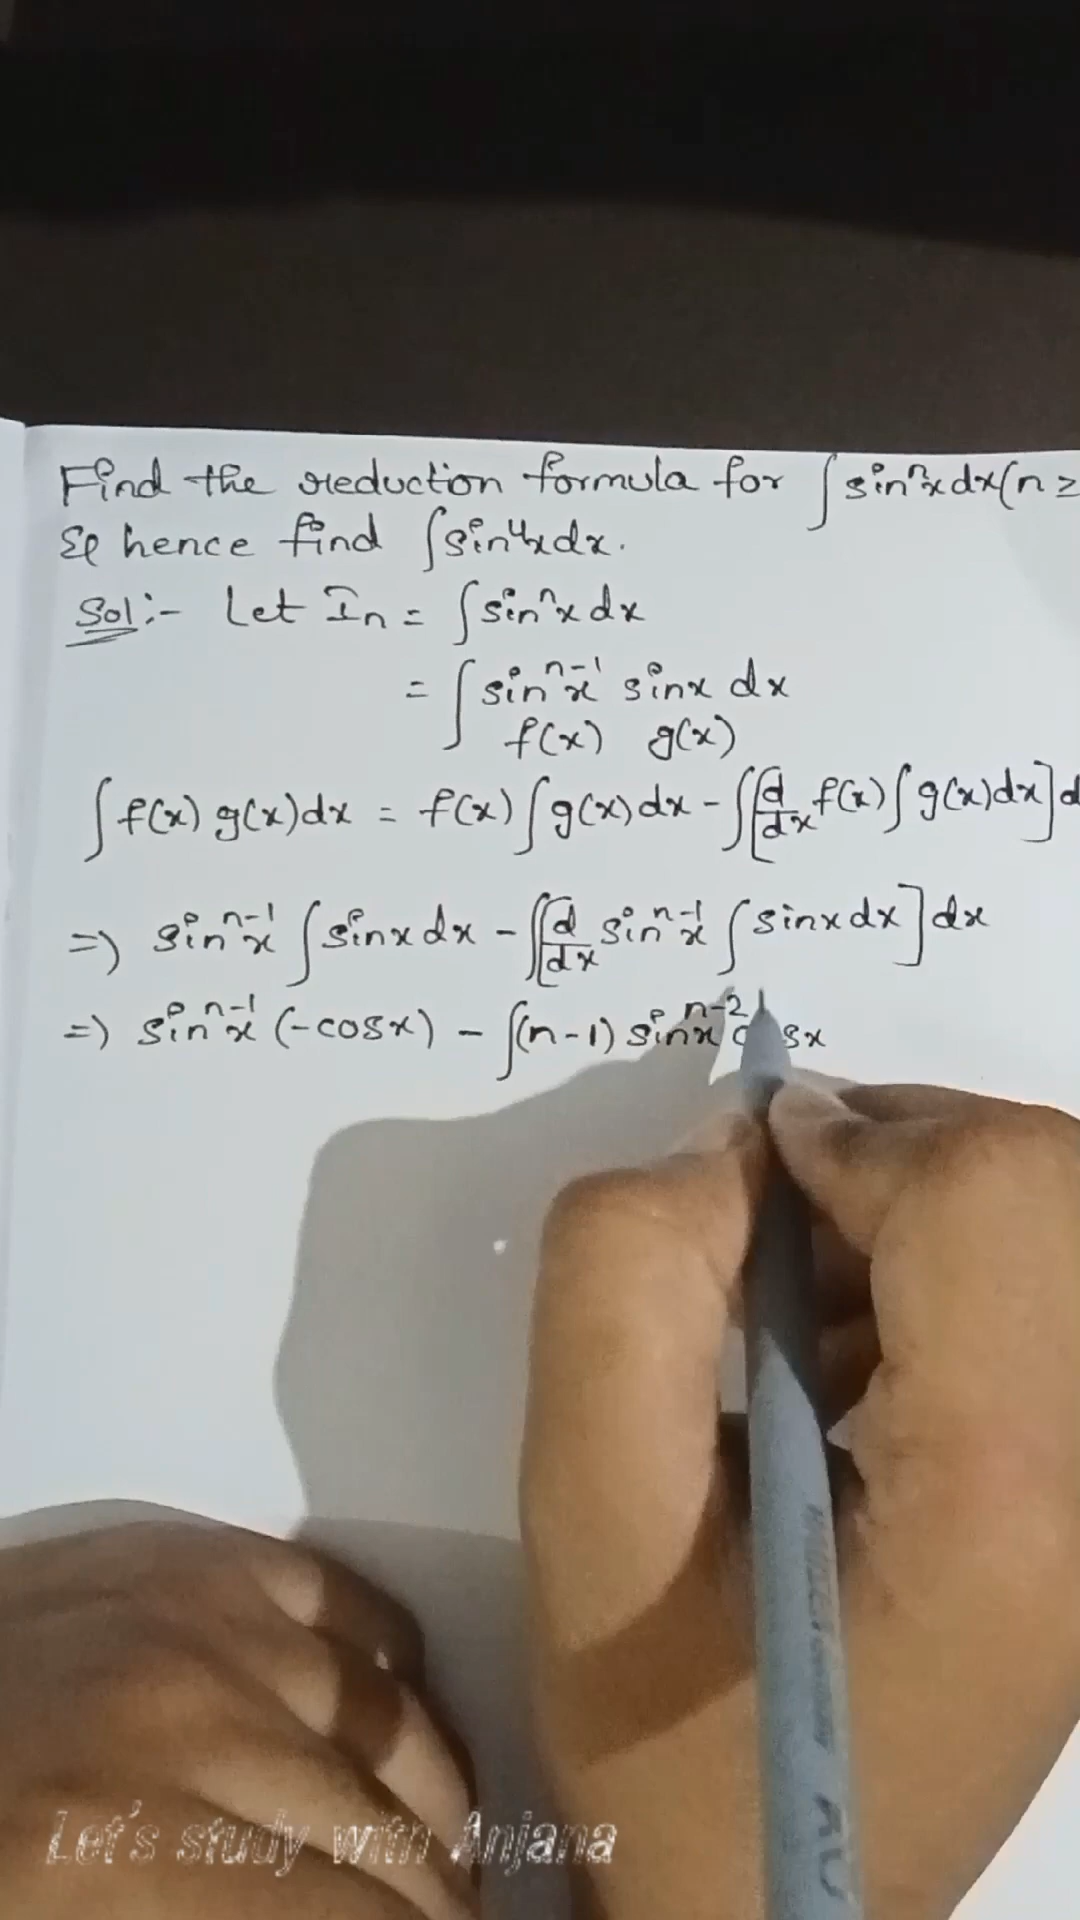 Find the reduction formula for ∫sinⁿx dx (n ≥
& hence find ∫sin⁴x dx.
Sol:- Let Iₙ = ∫sinⁿx dx
= ∫sinⁿ⁻¹x sinx dx
f(x) g(x)
∫f(x) g(x)dx = f(x)∫g(x)dx - ∫[d/dx f(x)∫g(x)dx]d
=) sinⁿ⁻¹x ∫sinx dx - ∫[d/dx sinⁿ⁻¹x ∫sinx dx]dx
=) sinⁿ⁻¹x (-cosx) - ∫(n-1) sinⁿ⁻²x cosx
Let's study with Anjana